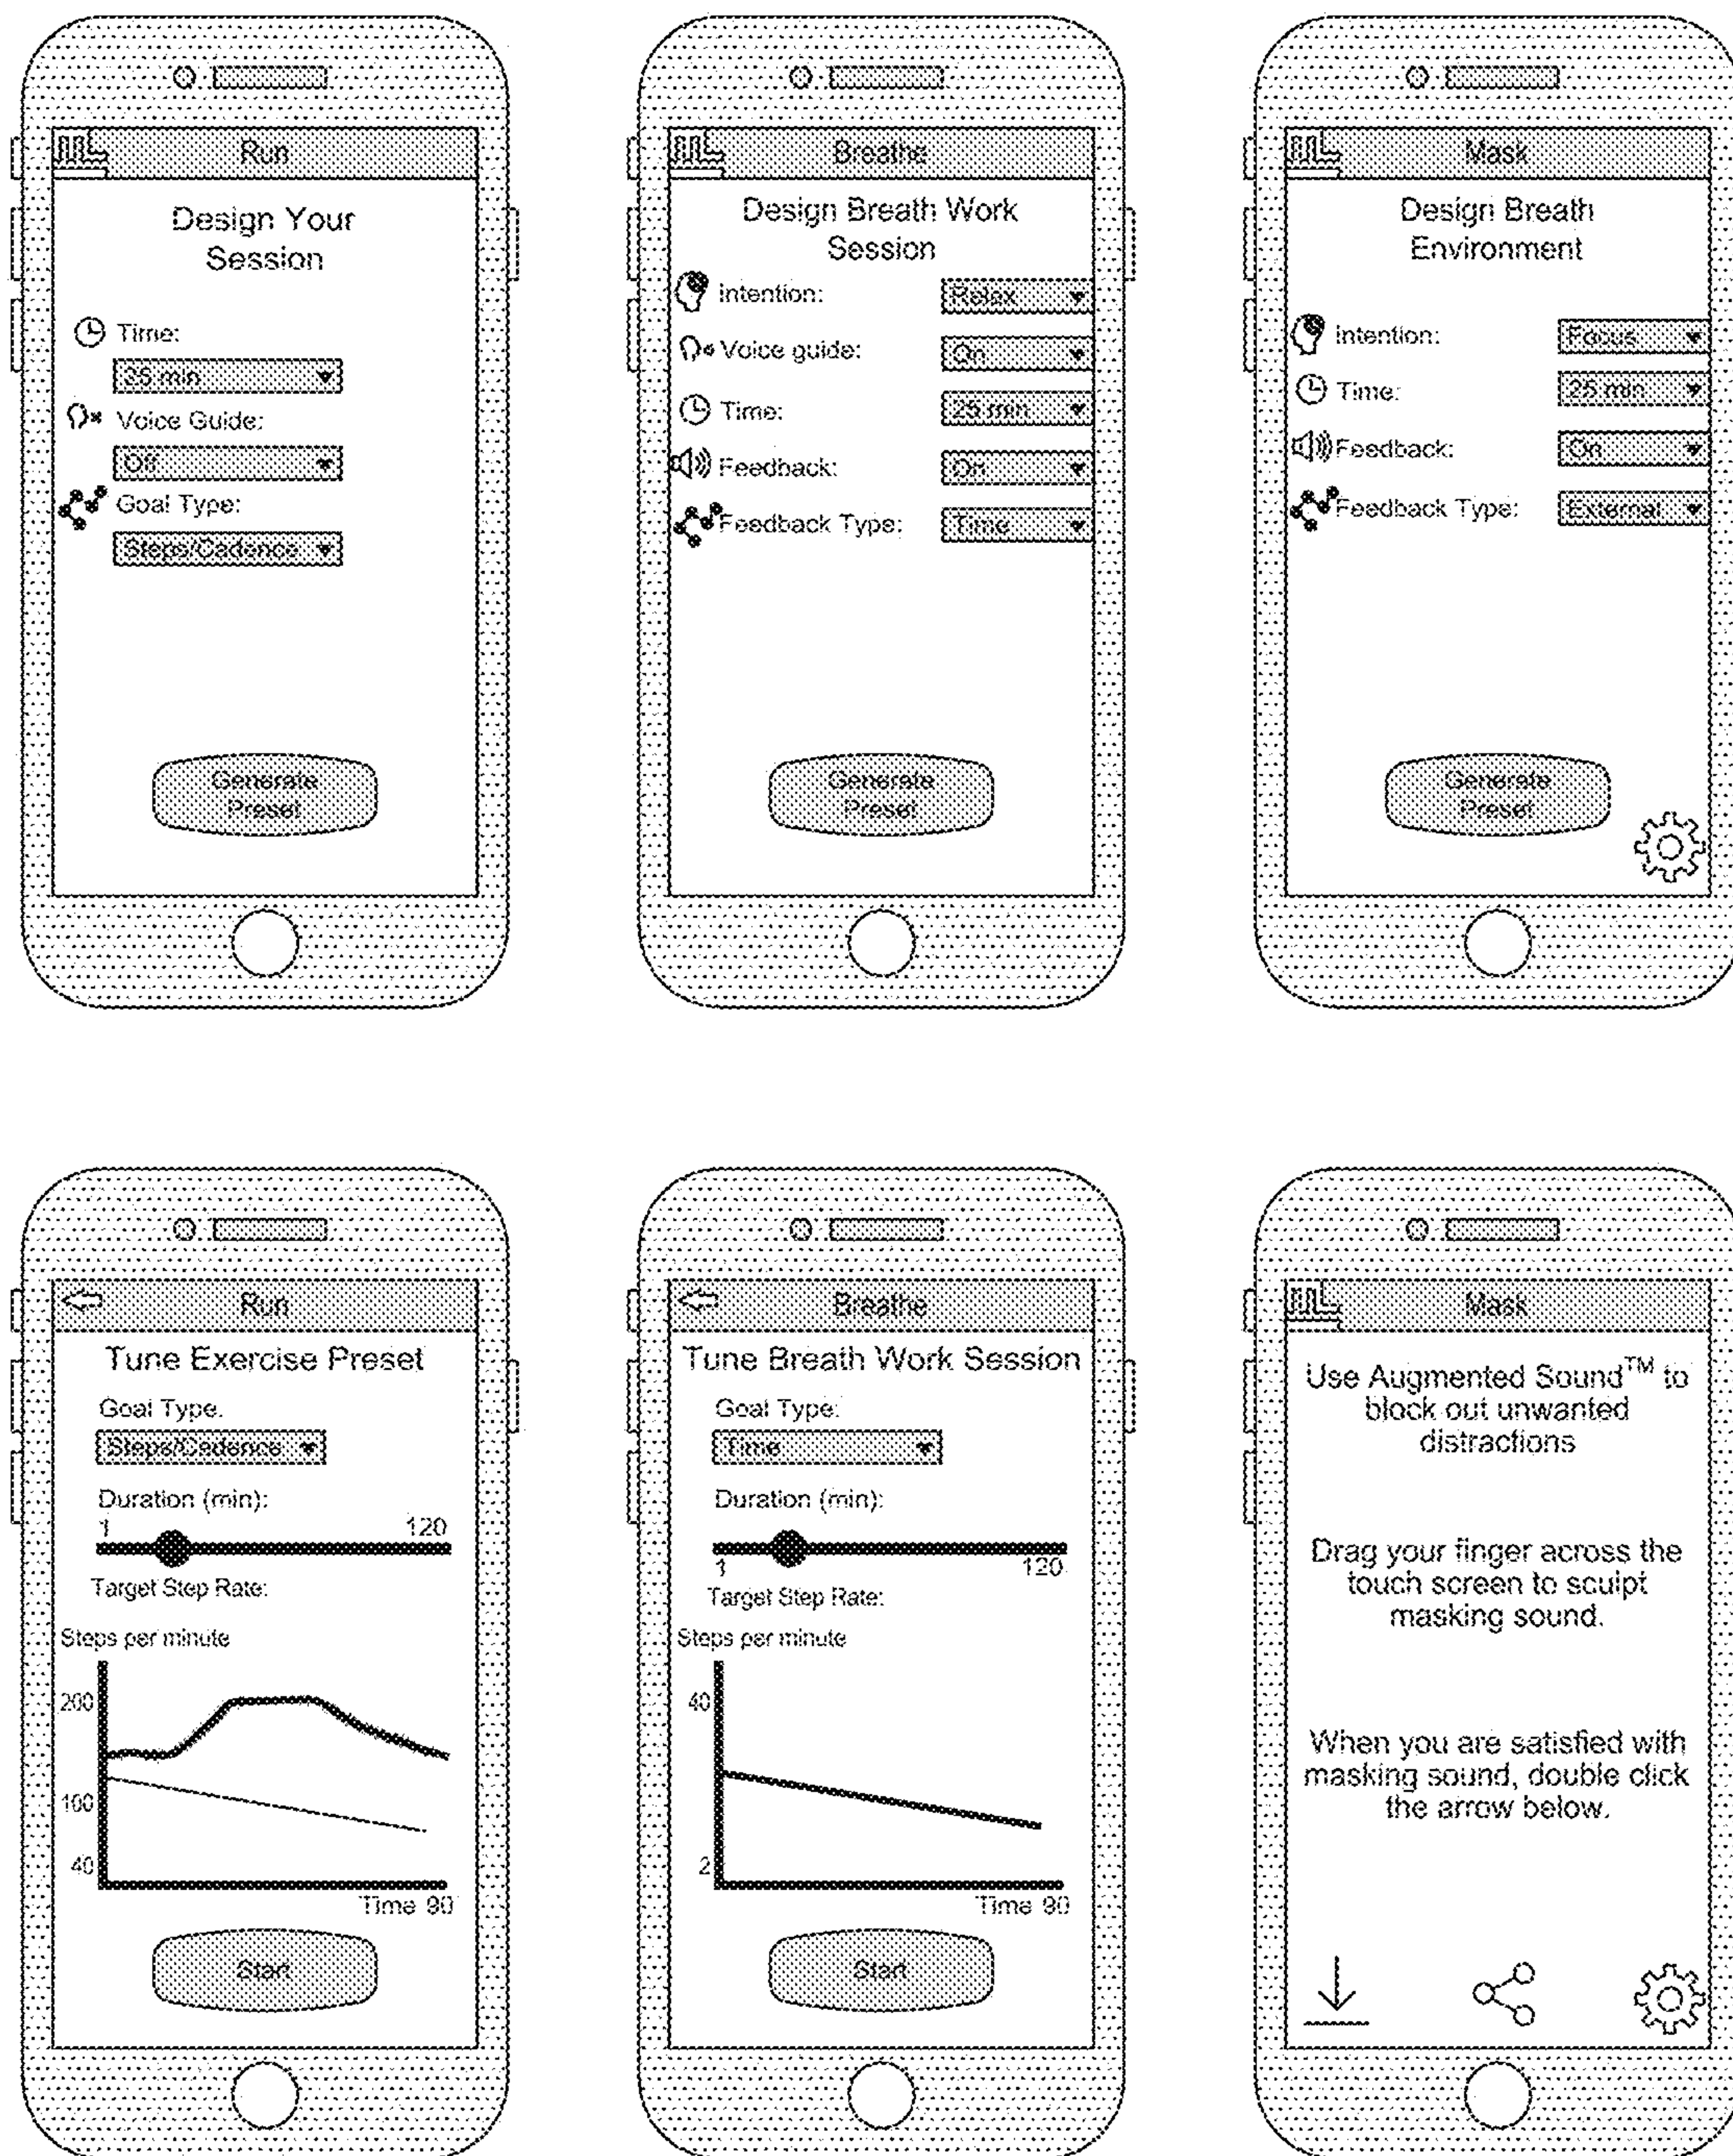 Run
Design Your
Session
Time:
25 min
Voice Guide:
Off
Goal Type:
Steps/Cadence
Generate
Preset
Breathe
Design Breath Work
Session
Intention:
Relax
Voice guide:
On
Time:
25 min
Feedback:
On
Feedback Type:
Time
Generate
Preset
Mask
Design Breath
Environment
Intention:
Focus
Time:
25 min
Feedback:
On
Feedback Type:
External
Generate
Preset
Run
Tune Exercise Preset
Goal Type.
Steps/Cadence
Duration (min):
1 120
Target Step Rate:
Steps per minute
200
100
40
Time 90
Start
Breathe
Tune Breath Work Session
Goal Type:
Time
Duration (min):
1 120
Target Step Rate:
Steps per minute
40
2
Time 90
Start
Mask
Use Augmented Sound™ to
block out unwanted
distractions
Drag your finger across the
touch screen to sculpt
masking sound.
When you are satisfied with
masking sound, double click
the arrow below.